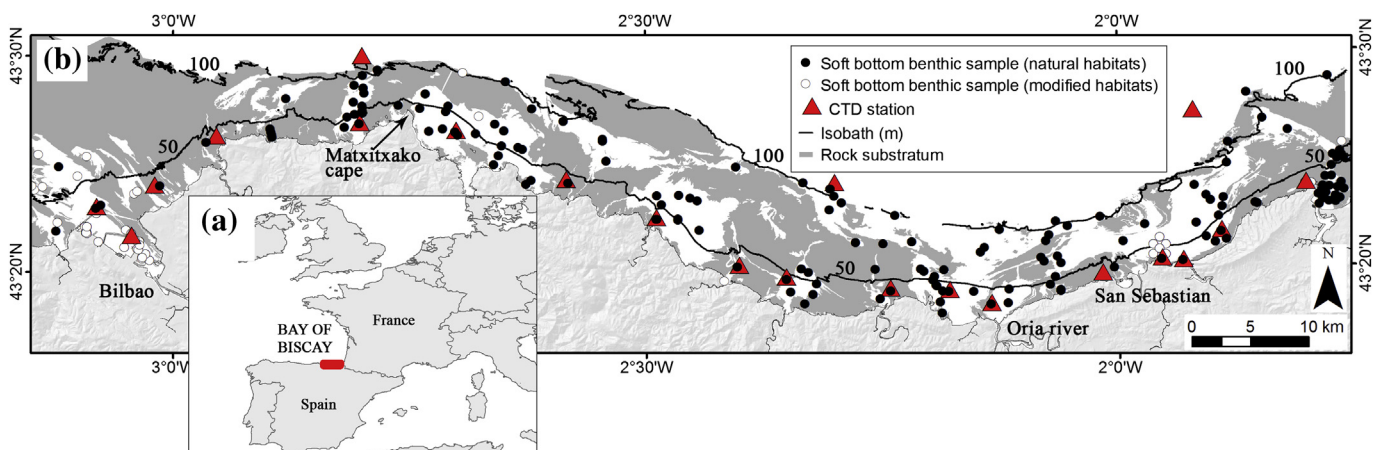 3°0'W
2°30'W
2°0'W
43°30'N
43°30'N
(b)
100
50
Matxitxako
cape
100
50
100
50
Soft bottom benthic sample (natural habitats)
Soft bottom benthic sample (modified habitats)
CTD station
Isobath (m)
Rock substratum
43°20'N
43°20'N
Bilbao
San Sebastian
Oria river
N
0 5 10 km
(a)
France
BAY OF
BISCAY
Spain
3°0'W
2°30'W
2°0'W